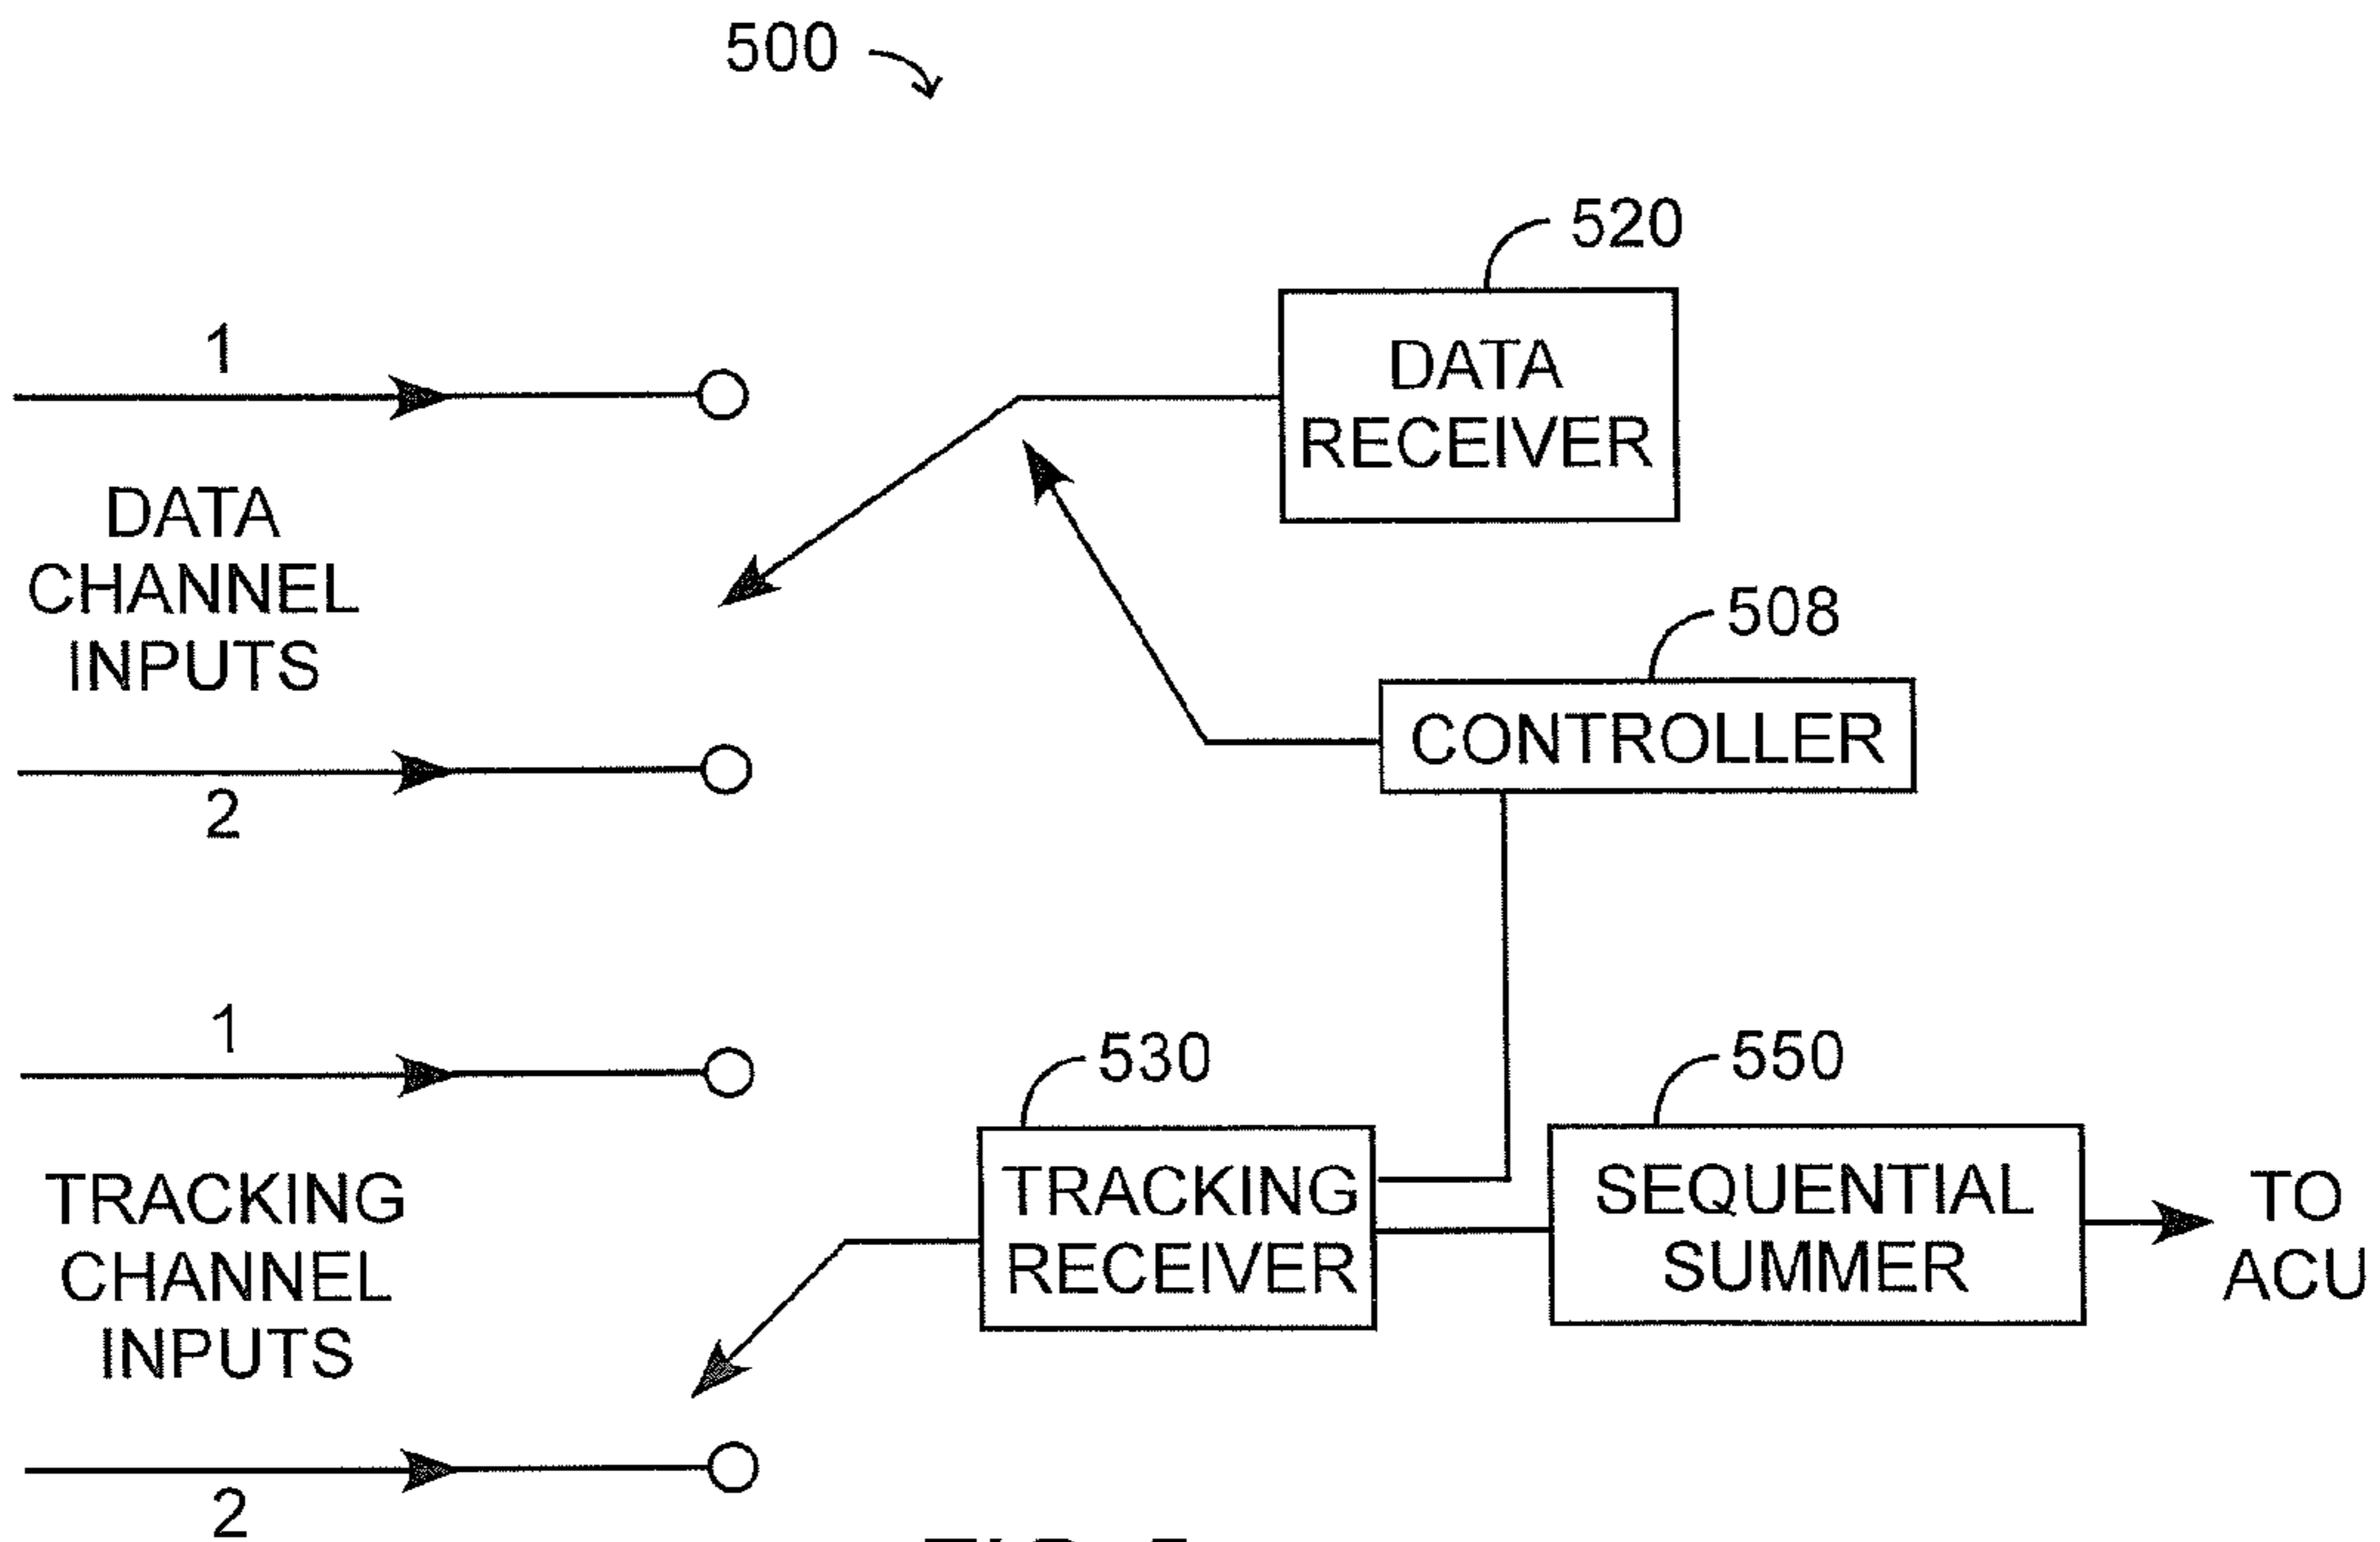 500
520
1
DATA
RECEIVER
DATA
CHANNEL
INPUTS
508
CONTROLLER
2
1
530
550
TRACKING
RECEIVER
SEQUENTIAL
SUMMER
TO
ACU
TRACKING
CHANNEL
INPUTS
2